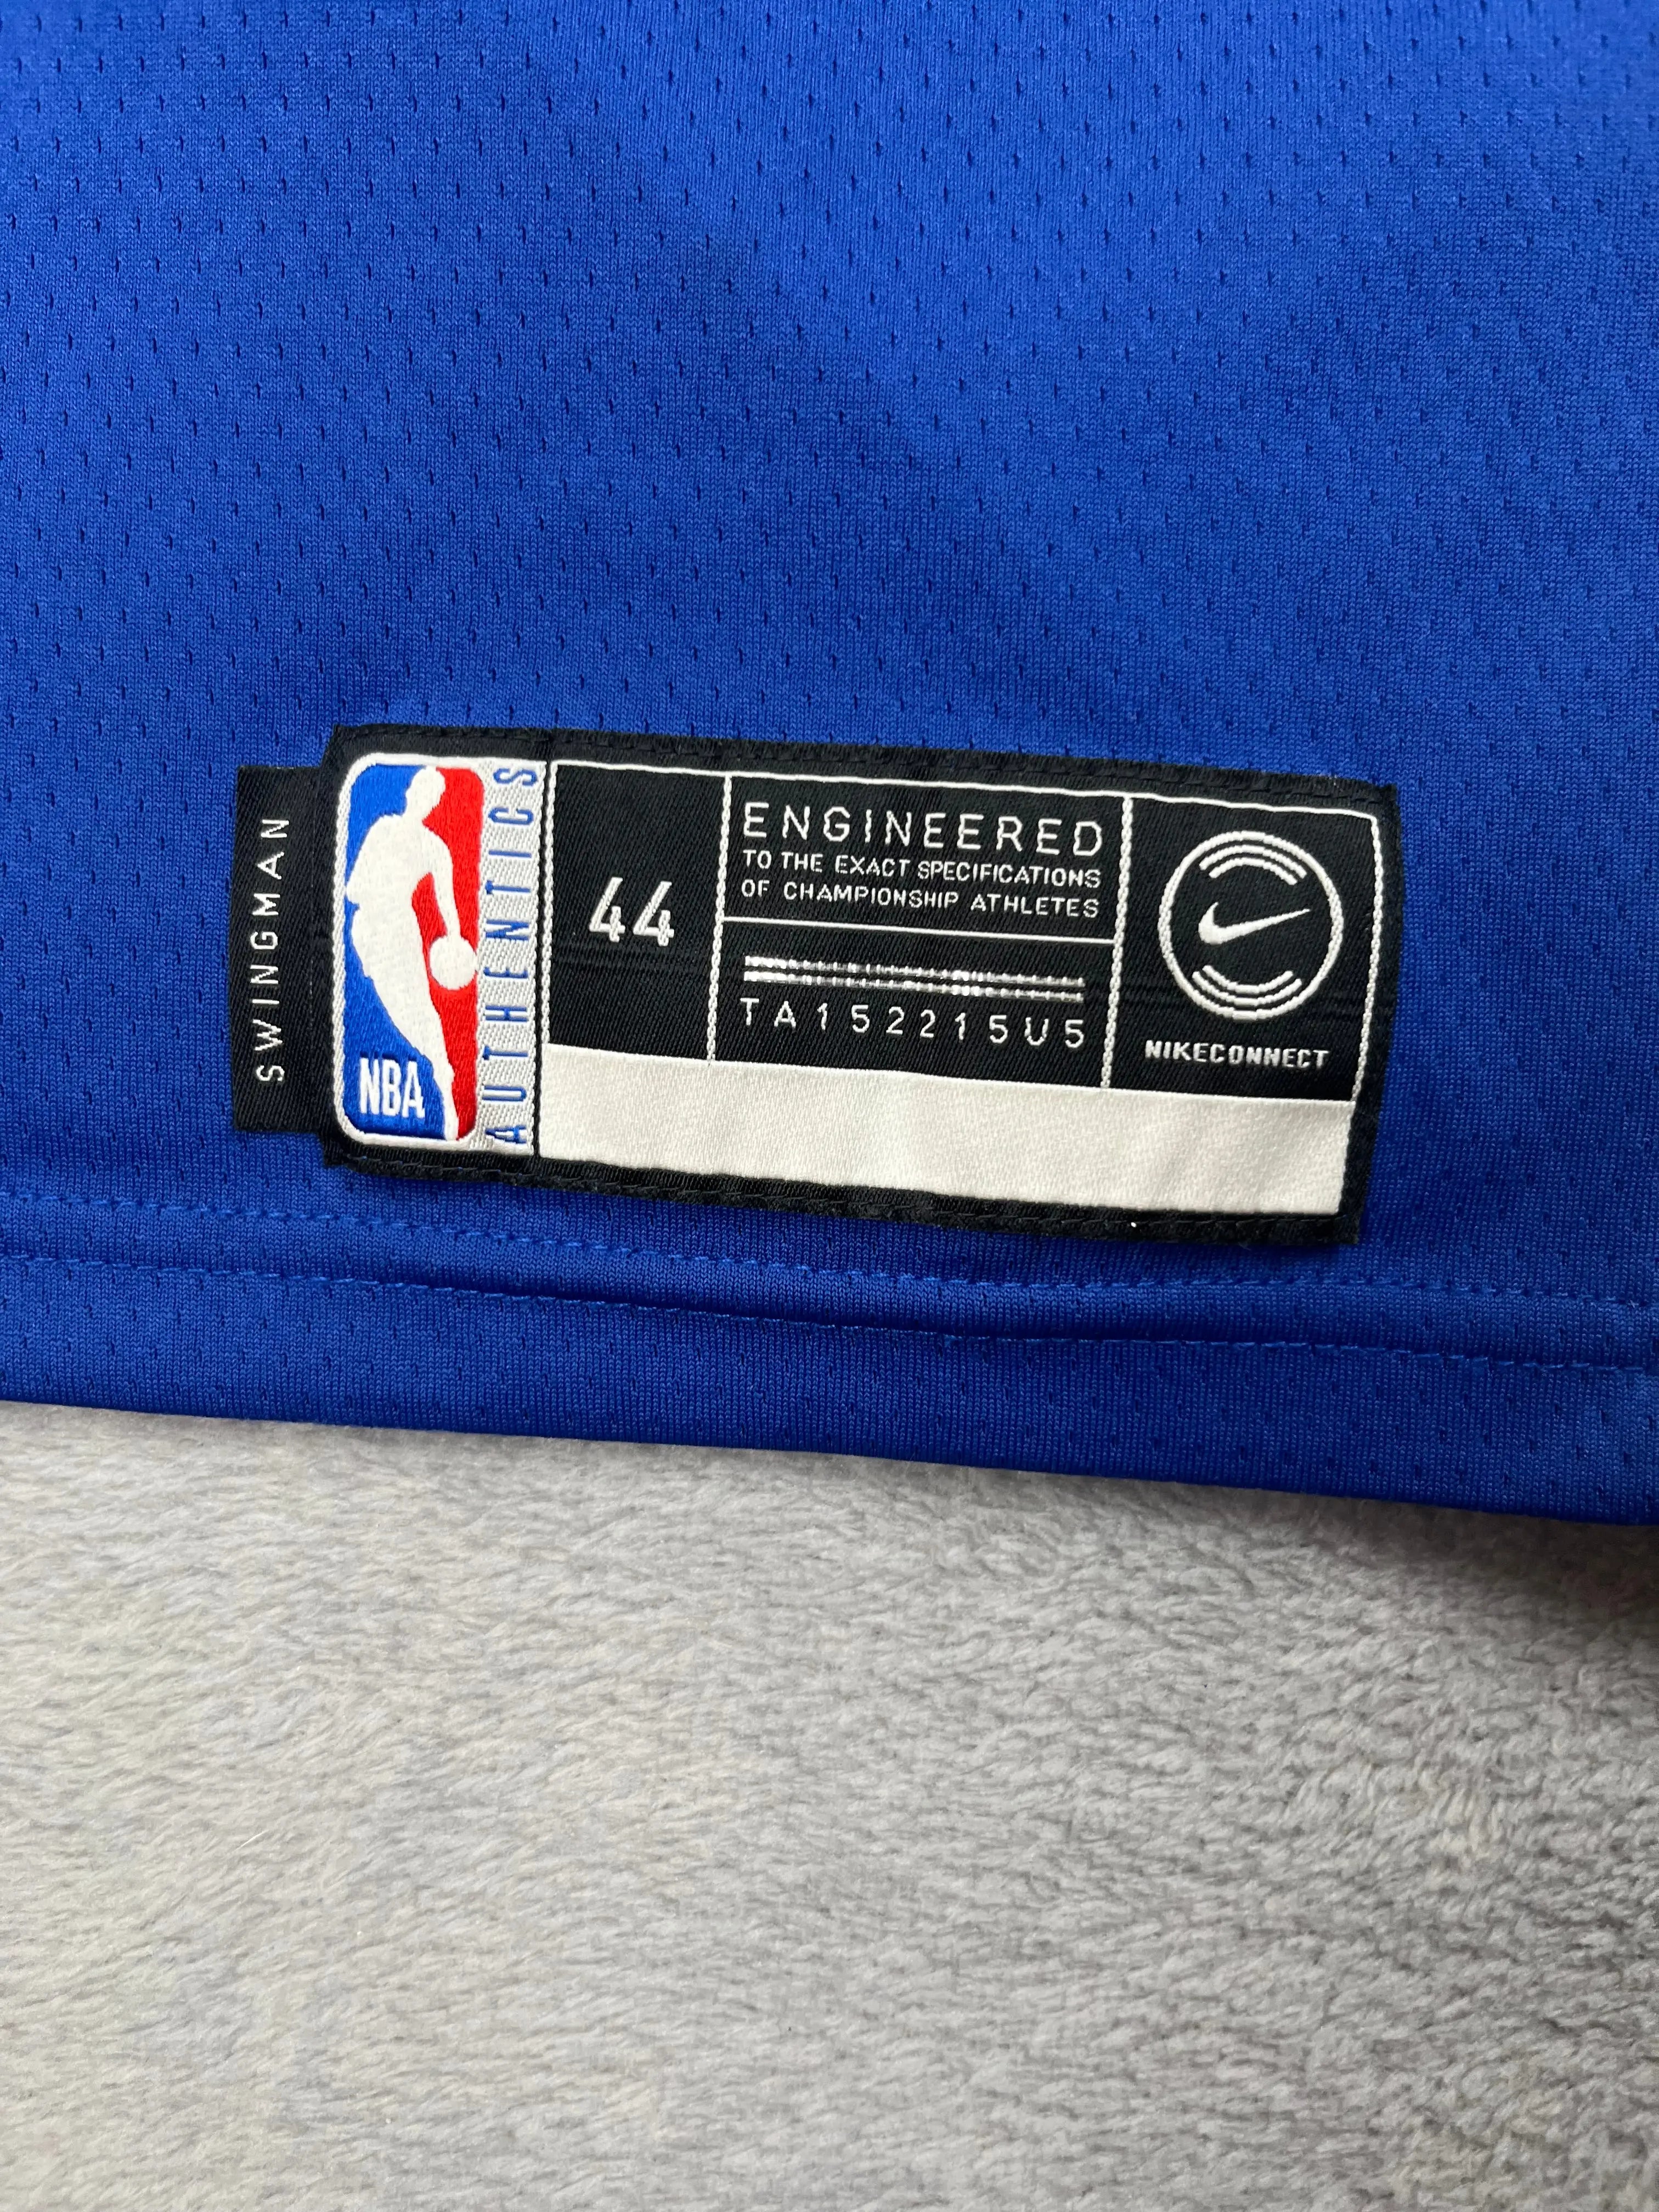 SWINGMAN
NBA
AUTHENTICS
44
ENGINEERED
TO THE EXACT SPECIFICATIONS
OF CHAMPIONSHIP ATHLETES
TA152215U5
NIKECONNECT